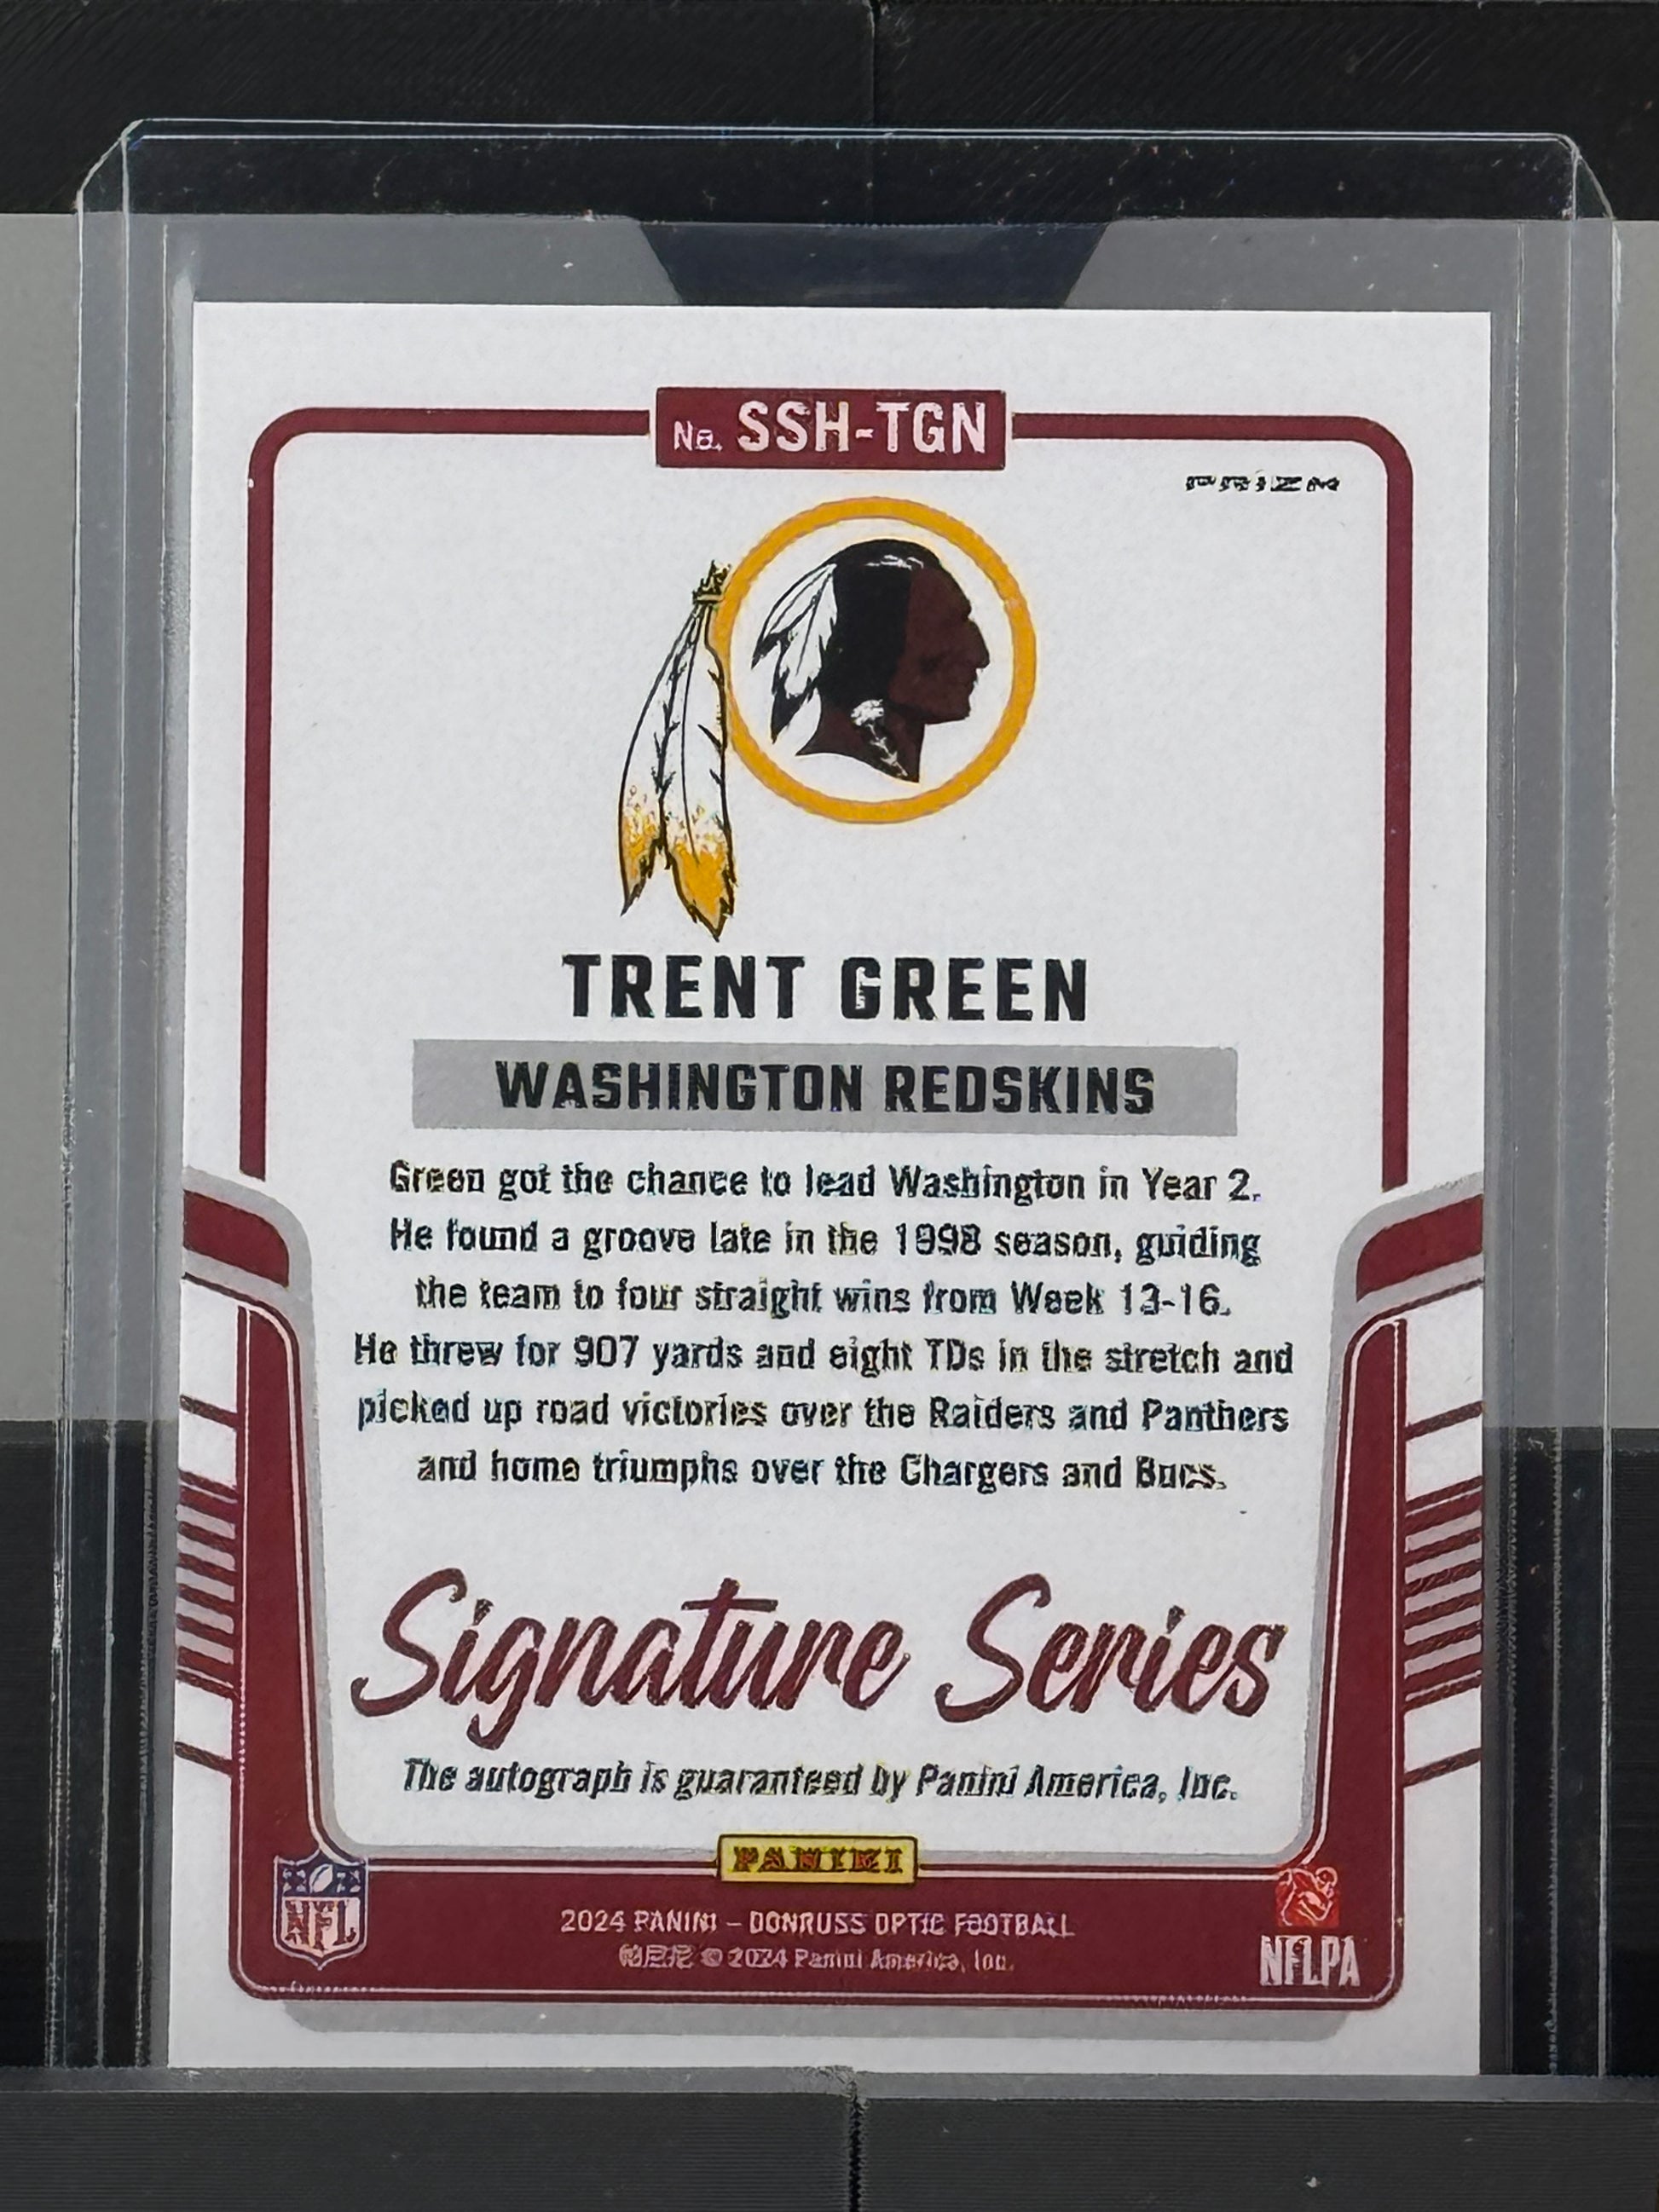 No. SSH-TGN
PRIZM
TRENT GREEN
WASHINGTON REDSKINS
Green got the chance to lead Washington in Year 2.
He found a groove late in the 1998 season, guiding
the team to four straight wins from Week 13-16.
He threw for 907 yards and eight TDs in the stretch and
picked up road victories over the Raiders and Panthers
and home triumphs over the Chargers and Bucs.
Signature Series
The autograph is guaranteed by Panini America, Inc.
PANINI
NFL
2024 PANINI – DONRUSS OPTIC FOOTBALL
© 2024 Panini America, Inc.
NFLPA